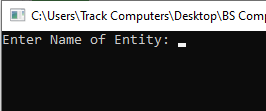 C:\Users\Track Computers\Desktop\BS Comp
Enter Name of Entity: